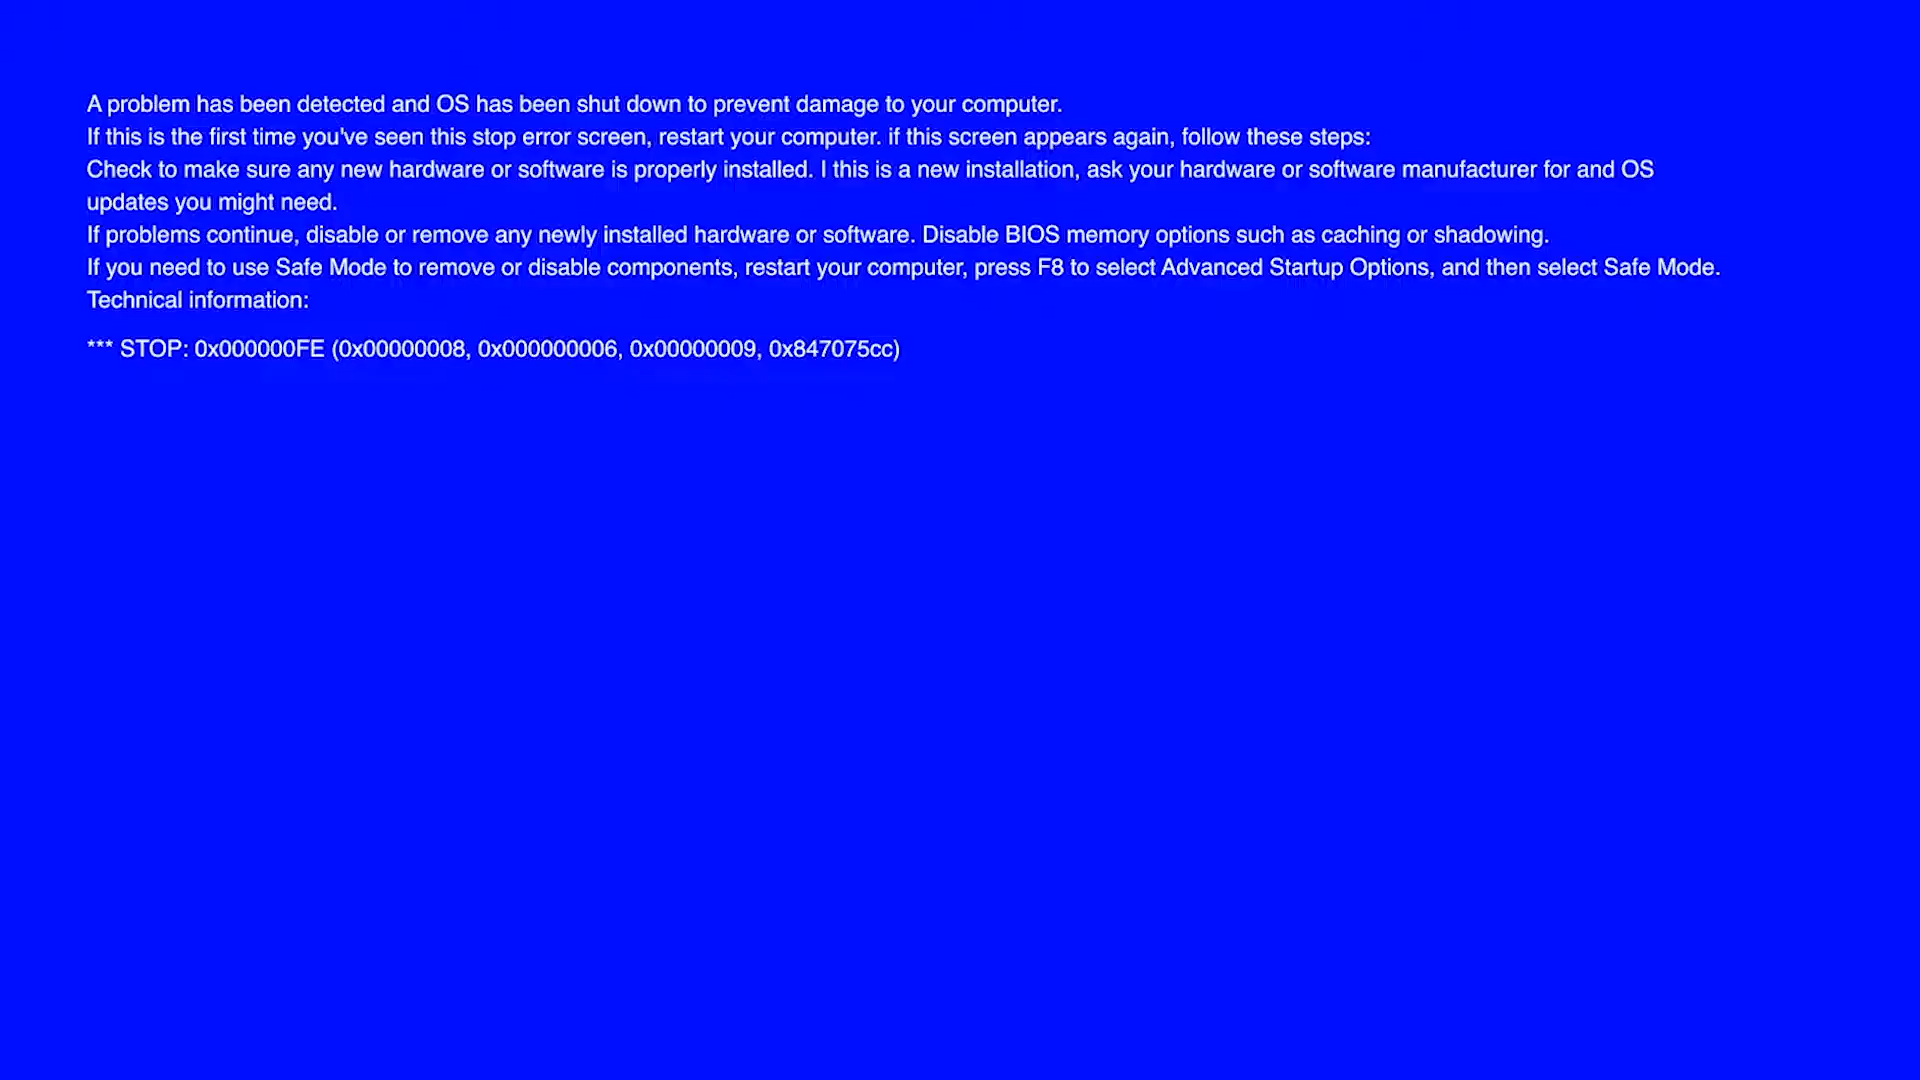 A problem has been detected and OS has been shut down to prevent damage to your computer.
If this is the first time you've seen this stop error screen, restart your computer. if this screen appears again, follow these steps:
Check to make sure any new hardware or software is properly installed. I this is a new installation, ask your hardware or software manufacturer for and OS
updates you might need.
If problems continue, disable or remove any newly installed hardware or software. Disable BIOS memory options such as caching or shadowing.
If you need to use Safe Mode to remove or disable components, restart your computer, press F8 to select Advanced Startup Options, and then select Safe Mode.
Technical information:
*** STOP: 0x000000FE (0x00000008, 0x000000006, 0x00000009, 0x847075cc)